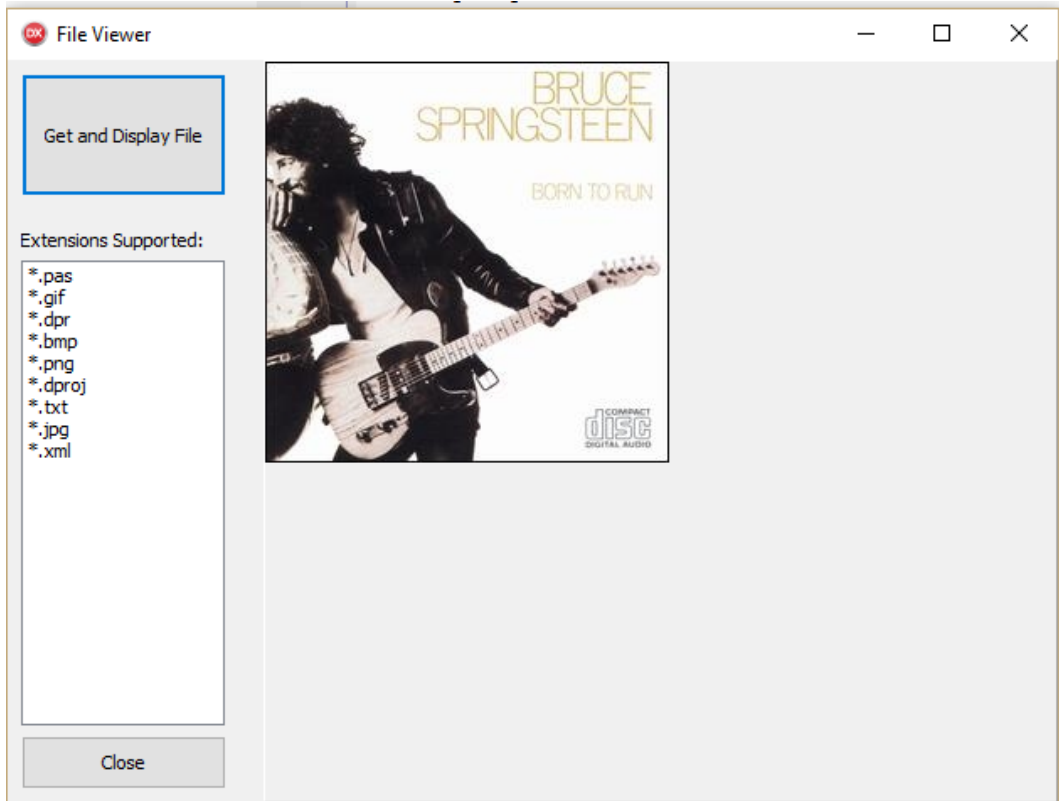 DX File Viewer
Get and Display File
Extensions Supported:
*.pas
*.gif
*.dpr
*.bmp
*.png
*.dproj
*.txt
*.jpg
*.xml
Close
BRUCE
SPRINGSTEEN
BORN TO RUN
COMPACT
disc
DIGITAL AUDIO